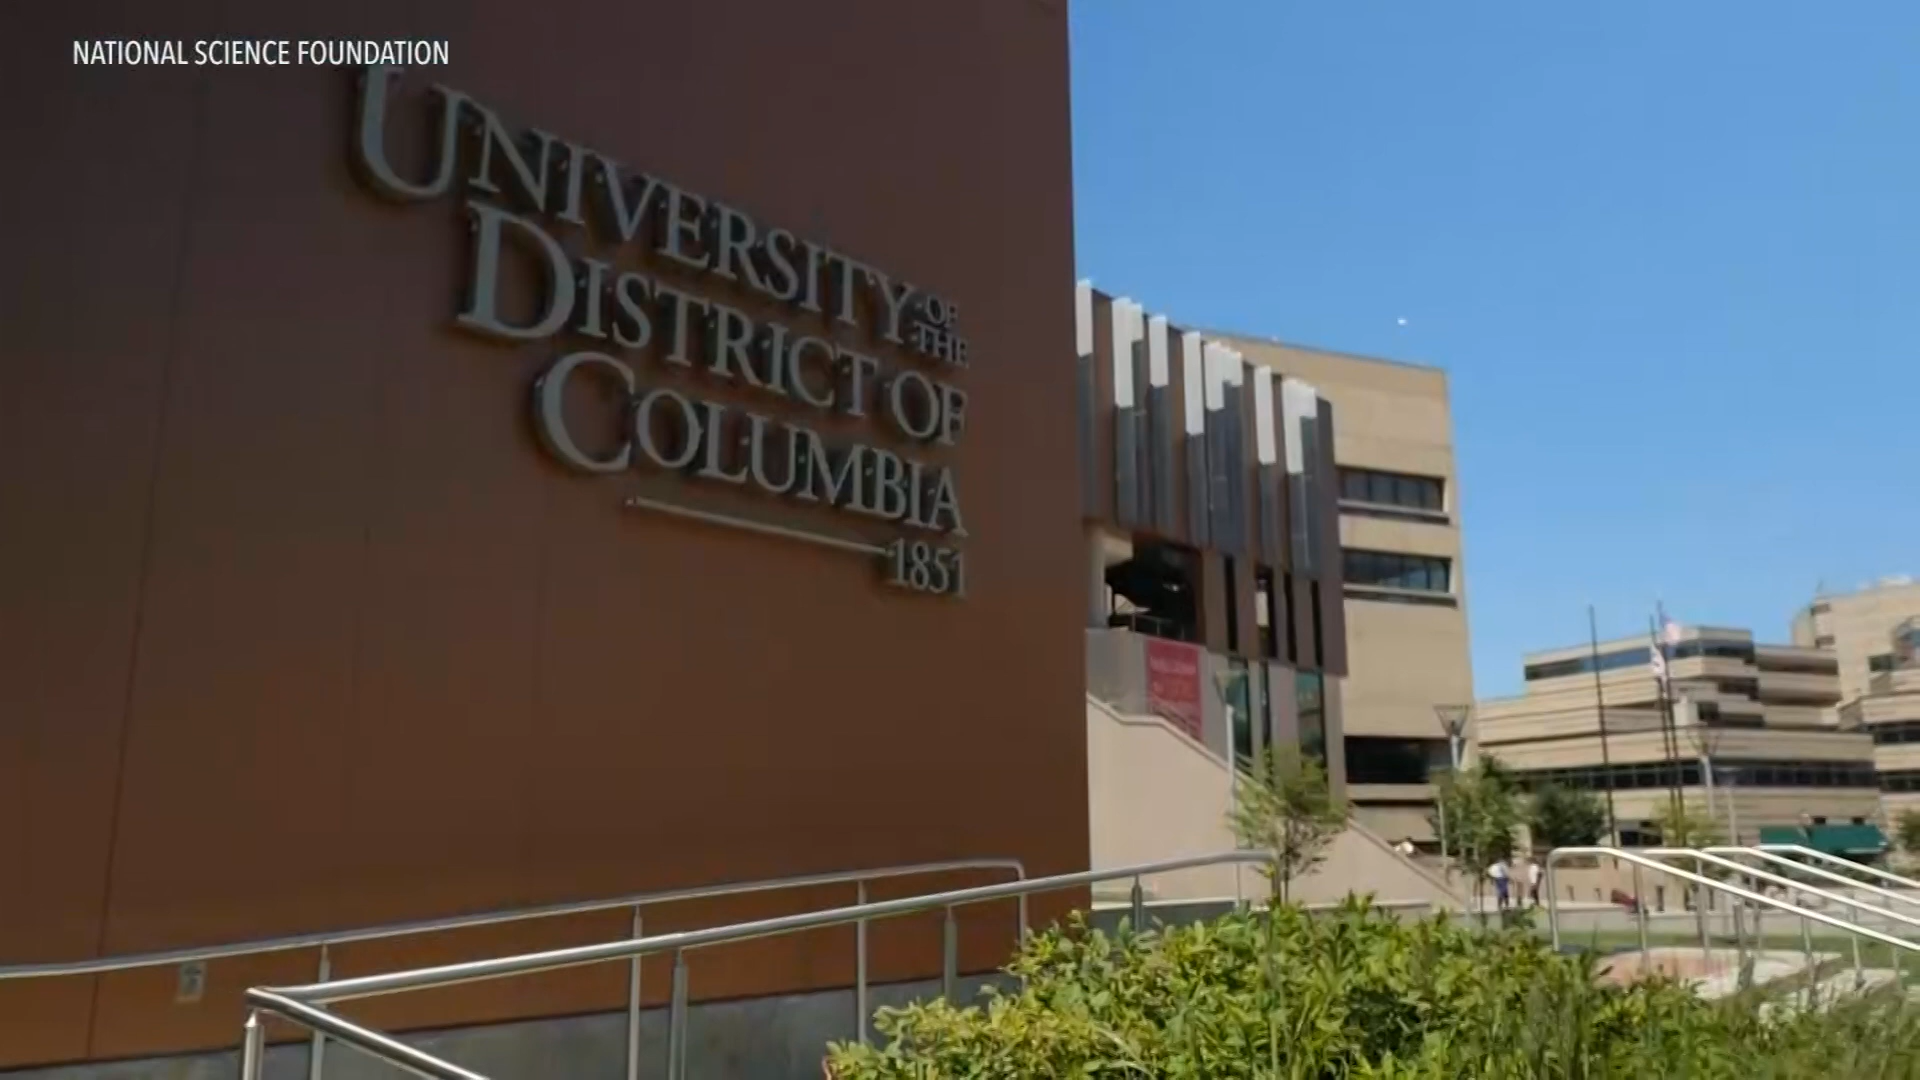 NATIONAL SCIENCE FOUNDATION
UNIVERSITY OF THE
DISTRICT OF
COLUMBIA
1851